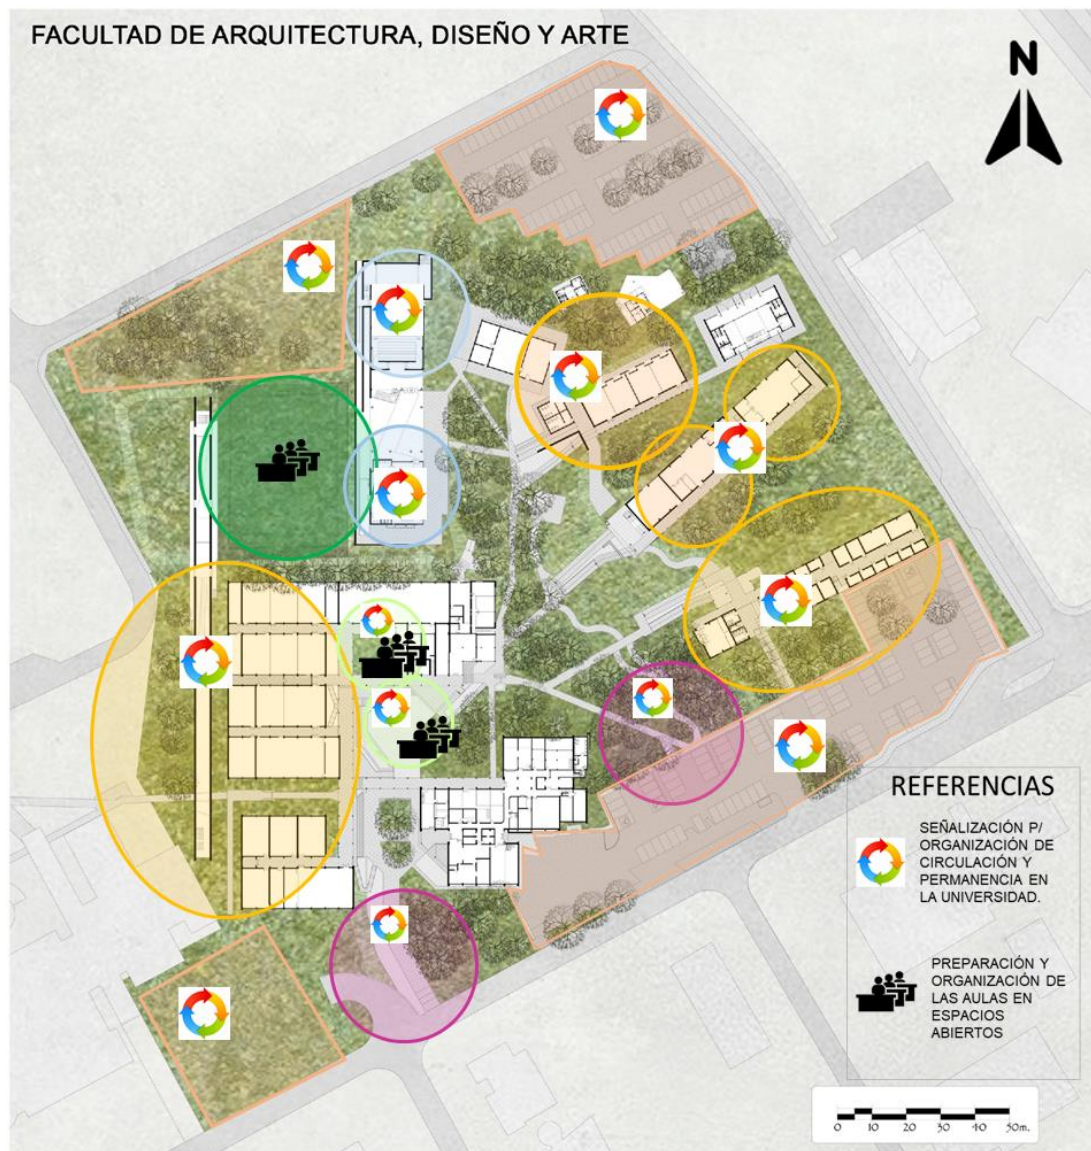 FACULTAD DE ARQUITECTURA, DISEÑO Y ARTE
N
REFERENCIAS
SEÑALIZACIÓN P/
ORGANIZACIÓN DE
CIRCULACIÓN Y
PERMANENCIA EN
LA UNIVERSIDAD.
PREPARACIÓN Y
ORGANIZACIÓN DE
LAS AULAS EN
ESPACIOS
ABIERTOS
0 10 20 30 40 50m.